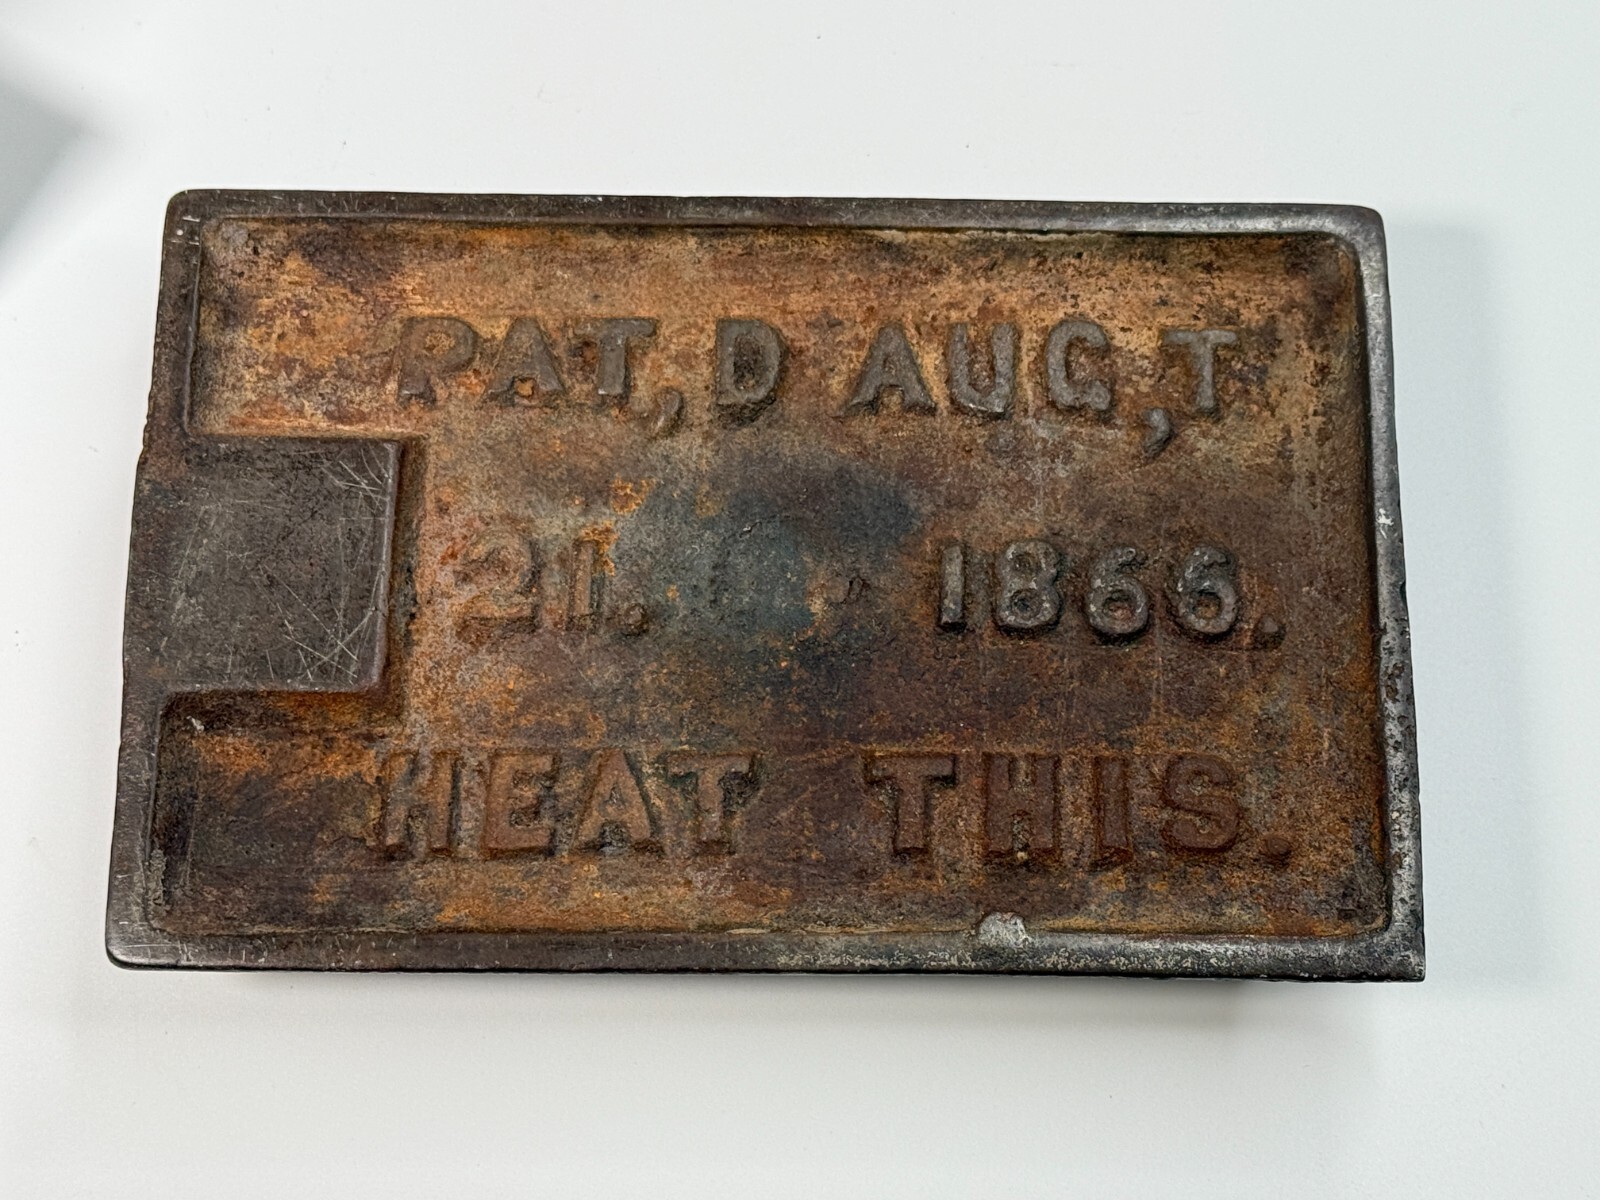 PAT,D AUG,T
21. 1866.
HEAT THIS.